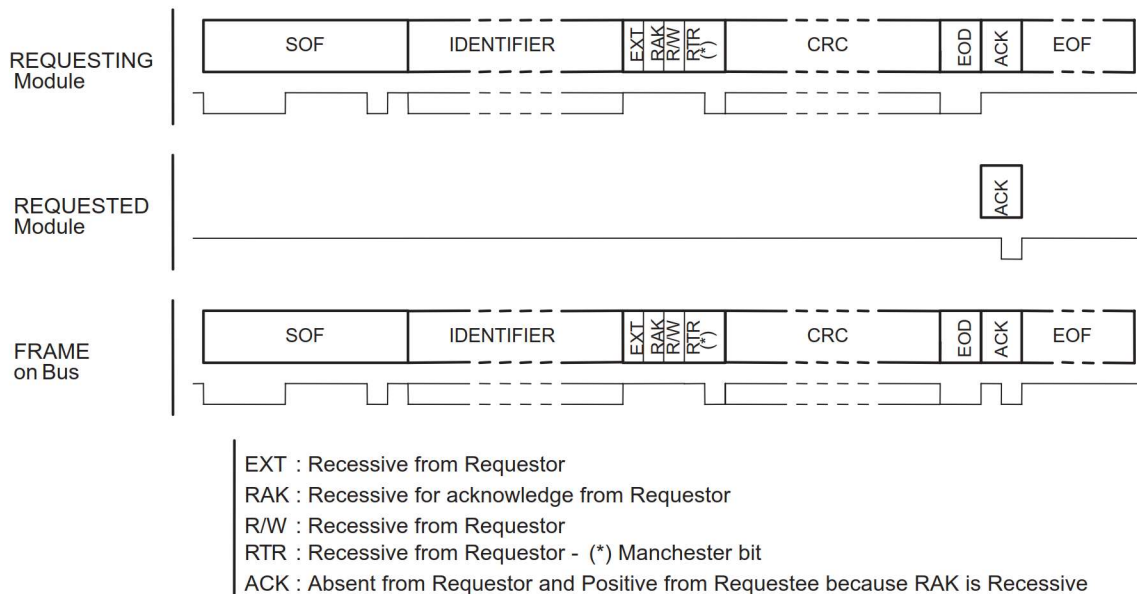 REQUESTING
Module
SOF
IDENTIFIER
EXT
RAK
R/W
RTR
(*)
CRC
EOD
ACK
EOF
REQUESTED
Module
ACK
FRAME
on Bus
SOF
IDENTIFIER
EXT
RAK
R/W
RTR
(*)
CRC
EOD
ACK
EOF
EXT : Recessive from Requestor
RAK : Recessive for acknowledge from Requestor
R/W : Recessive from Requestor
RTR : Recessive from Requestor - (*) Manchester bit
ACK : Absent from Requestor and Positive from Requestee because RAK is Recessive